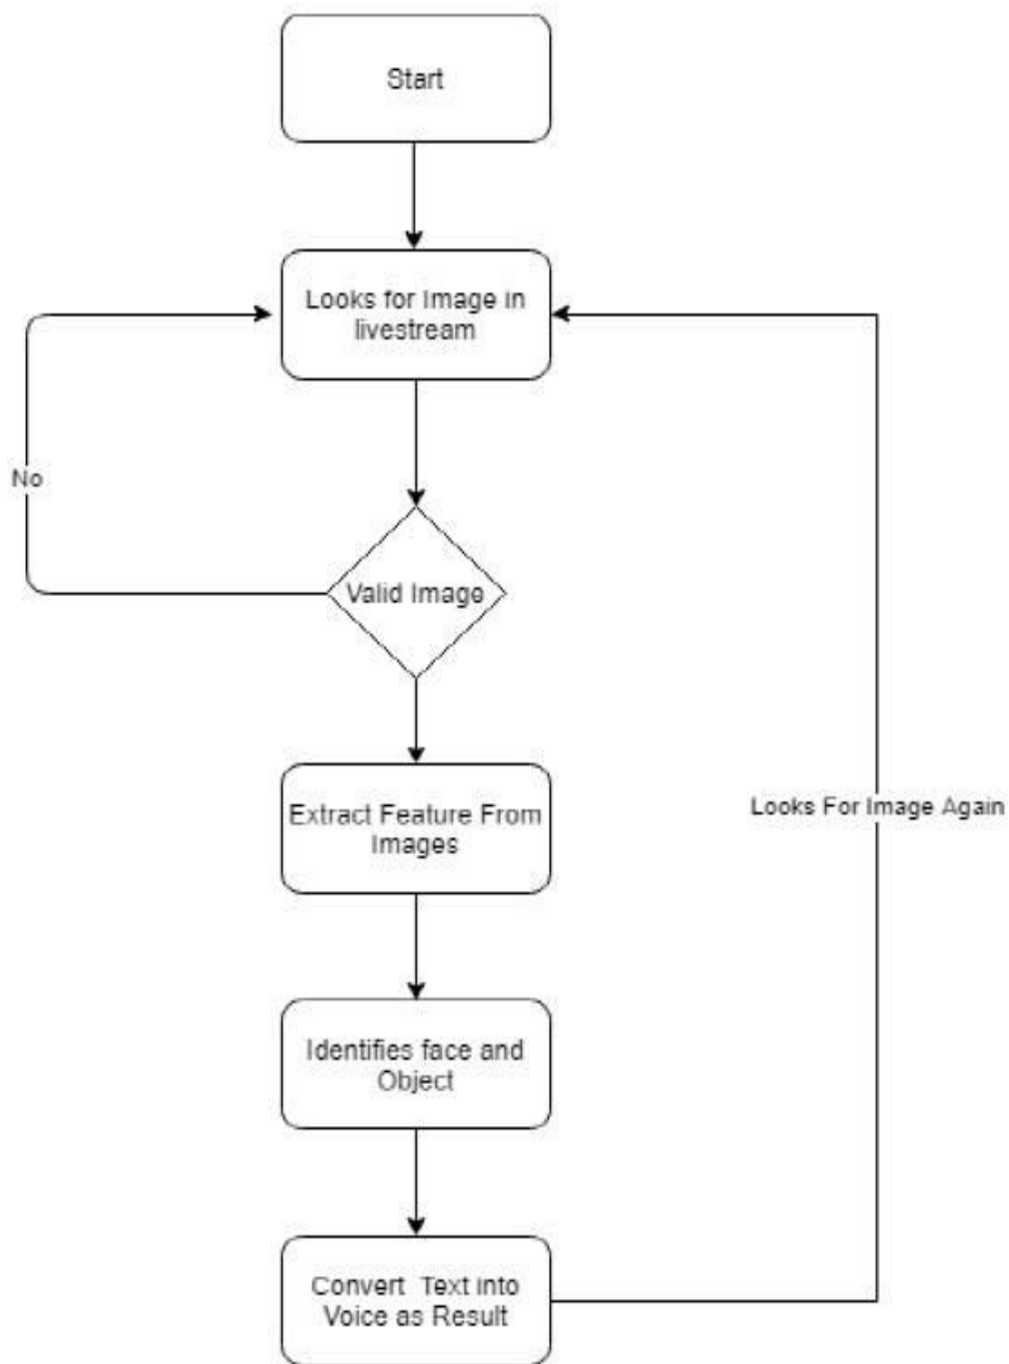 Start
Looks for Image in
livestream
No
Valid Image
Extract Feature From
Images
Looks For Image Again
Identifies face and
Object
Convert Text into
Voice as Result